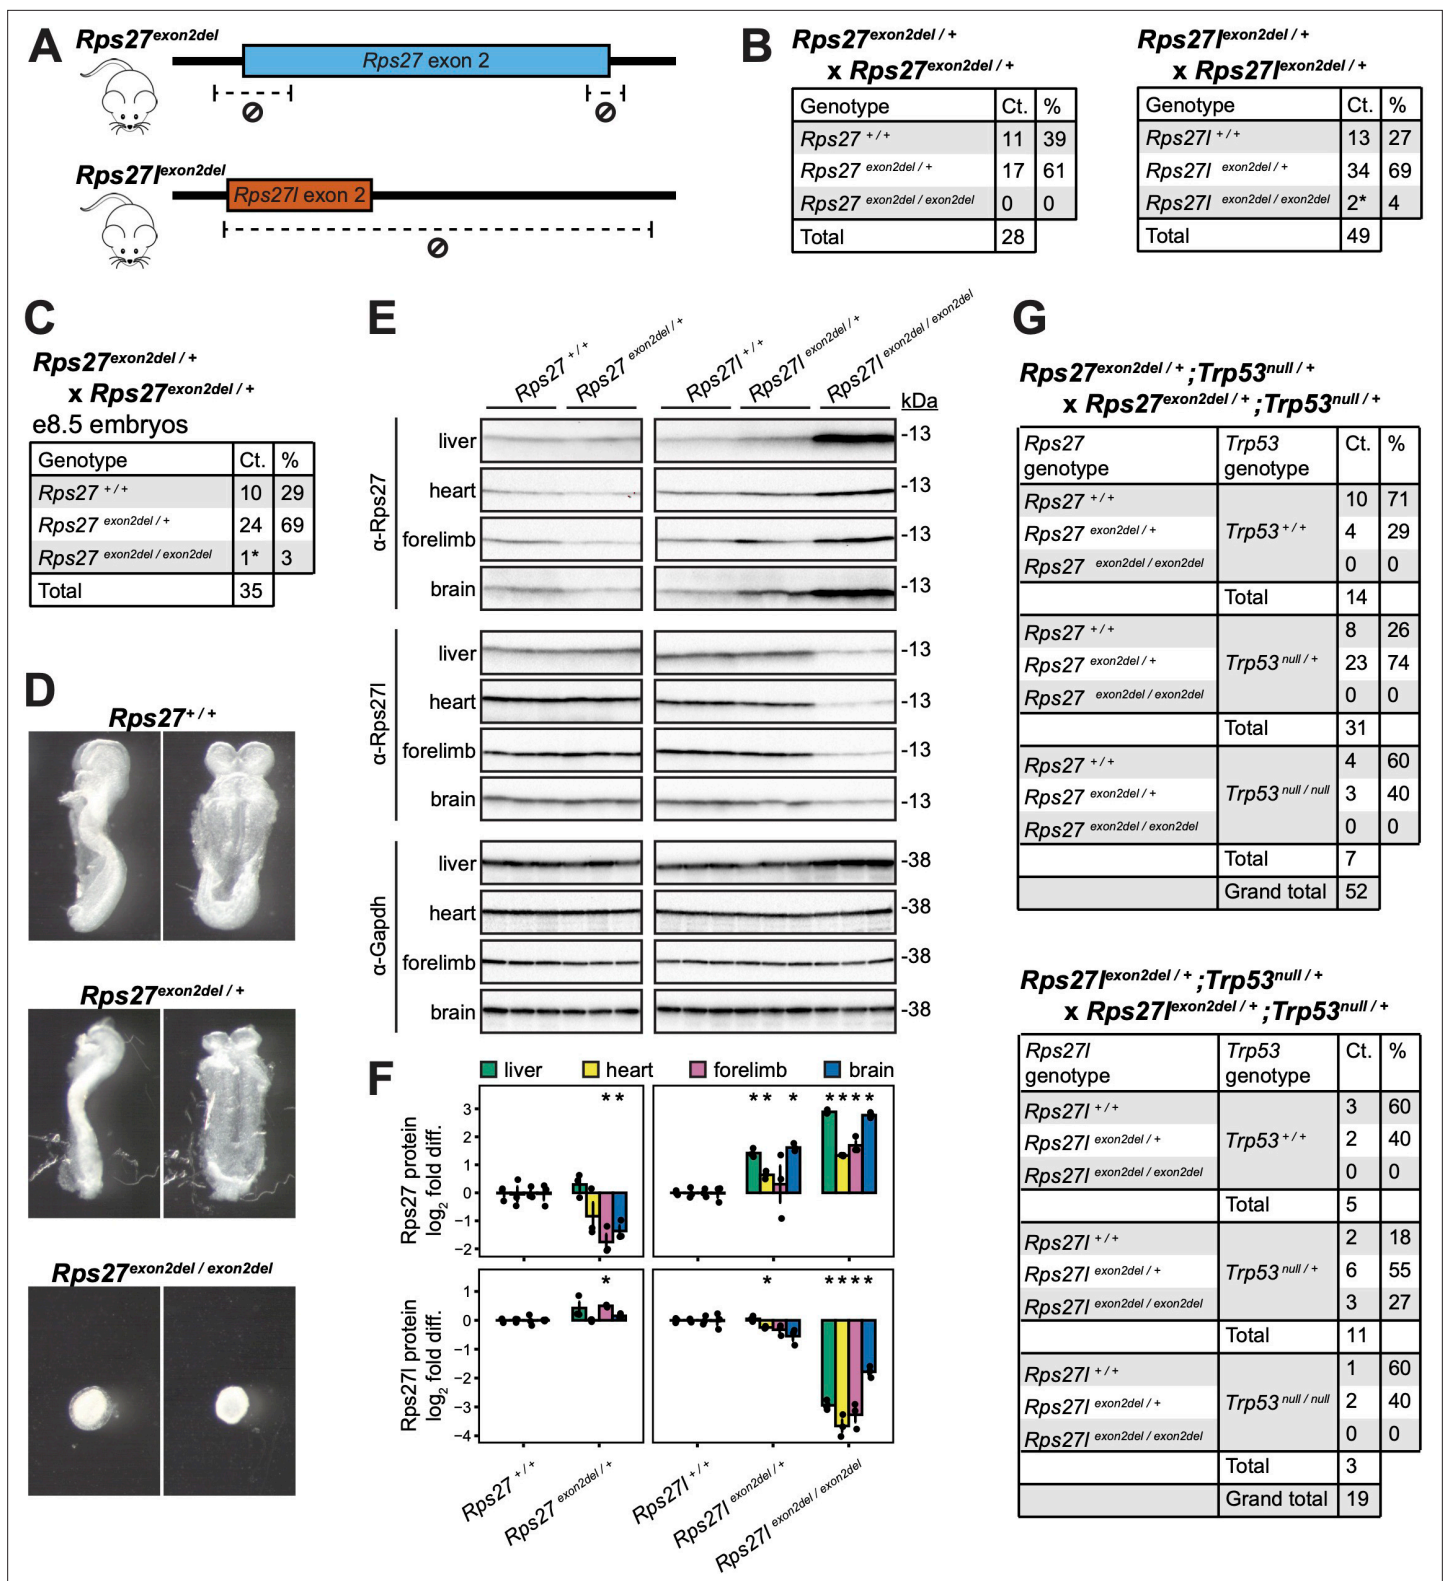 A
Rps27exon2del
Rps27 exon 2
Rps27lexon2del
Rps27l exon 2
B
Rps27exon2del / +
x Rps27exon2del / +
Genotype Ct. %
Rps27 + / + 11 39
Rps27 exon2del / + 17 61
Rps27 exon2del / exon2del 0 0
Total 28
Rps27lexon2del / +
x Rps27lexon2del / +
Genotype Ct. %
Rps27l + / + 13 27
Rps27l exon2del / + 34 69
Rps27l exon2del / exon2del 2* 4
Total 49
C
Rps27exon2del / +
x Rps27exon2del / +
e8.5 embryos
Genotype Ct. %
Rps27 + / + 10 29
Rps27 exon2del / + 24 69
Rps27 exon2del / exon2del 1* 3
Total 35
D
Rps27+ / +
Rps27exon2del / +
Rps27exon2del / exon2del
E
Rps27 + / +
Rps27 exon2del / +
Rps27l + / +
Rps27l exon2del / +
Rps27l exon2del / exon2del
kDa
α-Rps27
liver -13
heart -13
forelimb -13
brain -13
α-Rps27l
liver -13
heart -13
forelimb -13
brain -13
α-Gapdh
liver -38
heart -38
forelimb -38
brain -38
F
liver heart forelimb brain
Rps27 protein
log2 fold diff.
3
2
1
0
−1
−2
* *
* * *
* * * *
Rps27l protein
log2 fold diff.
1
0
−1
−2
−3
−4
*
*
* * * *
Rps27 + / +
Rps27 exon2del / +
Rps27l + / +
Rps27l exon2del / +
Rps27l exon2del / exon2del
G
Rps27exon2del / + ;Trp53null / +
x Rps27exon2del / + ;Trp53null / +
Rps27 genotype Trp53 genotype Ct. %
Rps27 + / + 10 71
Rps27 exon2del / + Trp53 + / + 4 29
Rps27 exon2del / exon2del 0 0
Total 14
Rps27 + / + 8 26
Rps27 exon2del / + Trp53 null / + 23 74
Rps27 exon2del / exon2del 0 0
Total 31
Rps27 + / + 4 60
Rps27 exon2del / + Trp53 null / null 3 40
Rps27 exon2del / exon2del 0 0
Total 7
Grand total 52
Rps27lexon2del / + ;Trp53null / +
x Rps27lexon2del / + ;Trp53null / +
Rps27l genotype Trp53 genotype Ct. %
Rps27l + / + 3 60
Rps27l exon2del / + Trp53 + / + 2 40
Rps27l exon2del / exon2del 0 0
Total 5
Rps27l + / + 2 18
Rps27l exon2del / + Trp53 null / + 6 55
Rps27l exon2del / exon2del 3 27
Total 11
Rps27l + / + 1 60
Rps27l exon2del / + Trp53 null / null 2 40
Rps27l exon2del / exon2del 0 0
Total 3
Grand total 19